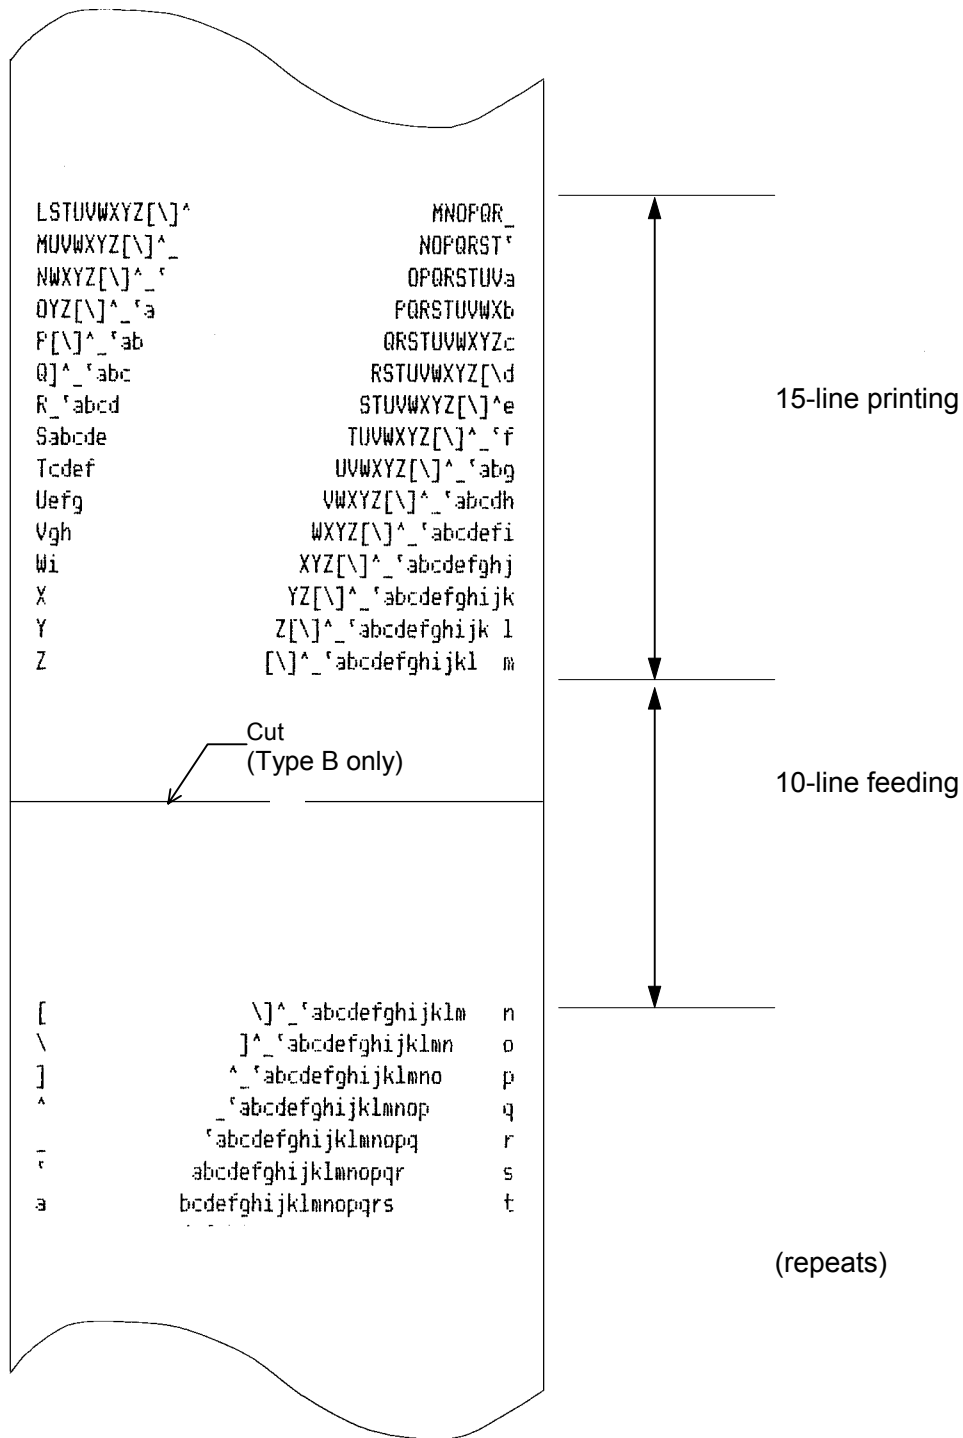 LSTUVWXYZ[\]^ MNOPQR_
MUVWXYZ[\]^_ NOPQRST‛
NWXYZ[\]^_‛ OPQRSTUVa
OYZ[\]^_‛a PQRSTUVWXb
P[\]^_‛ab QRSTUVWXYZc
Q]^_‛abc RSTUVWXYZ[\d
R_‛abcd STUVWXYZ[\]^e
15-line printing
Sabcde TUVWXYZ[\]^_‛f
Tcdef UVWXYZ[\]^_‛abg
Uefg VWXYZ[\]^_‛abcdh
Vgh WXYZ[\]^_‛abcdefi
Wi XYZ[\]^_‛abcdefghj
X YZ[\]^_‛abcdefghijk
Y Z[\]^_‛abcdefghijk l
Z [\]^_‛abcdefghijkl m
Cut
(Type B only)
10-line feeding
[ \]^_‛abcdefghijklm n
\ ]^_‛abcdefghijklmn o
] ^_‛abcdefghijklmno p
^ _‛abcdefghijklmnop q
_ ‛abcdefghijklmnopq r
‛ abcdefghijklmnopqr s
a bcdefghijklmnopqrs t
(repeats)